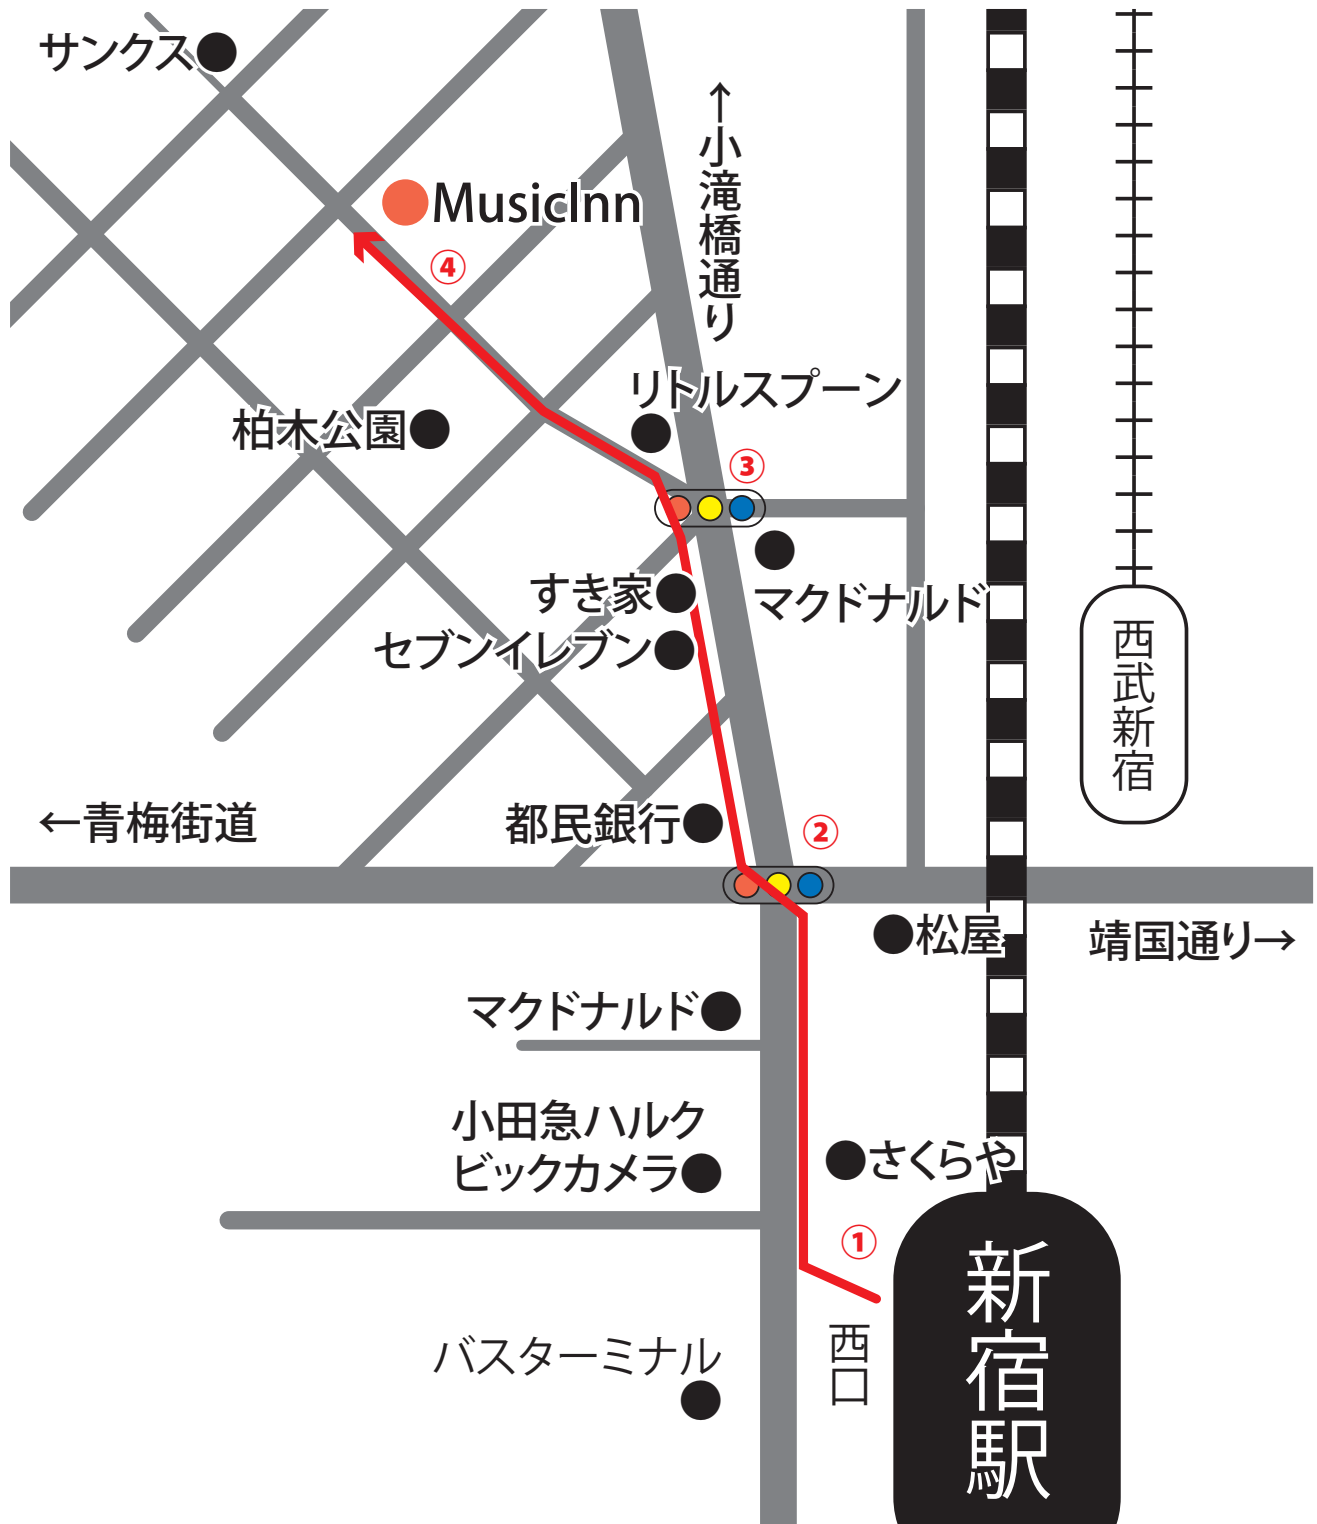 サンクス
↑小滝橋通り
MusicInn
④
リトルスプーン
柏木公園
③
すき家
マクドナルド
セブンイレブン
西武新宿
←青梅街道
都民銀行
②
松屋
靖国通り→
マクドナルド
小田急ハルク
ビックカメラ
さくらや
①
新宿駅
西口
バスターミナル